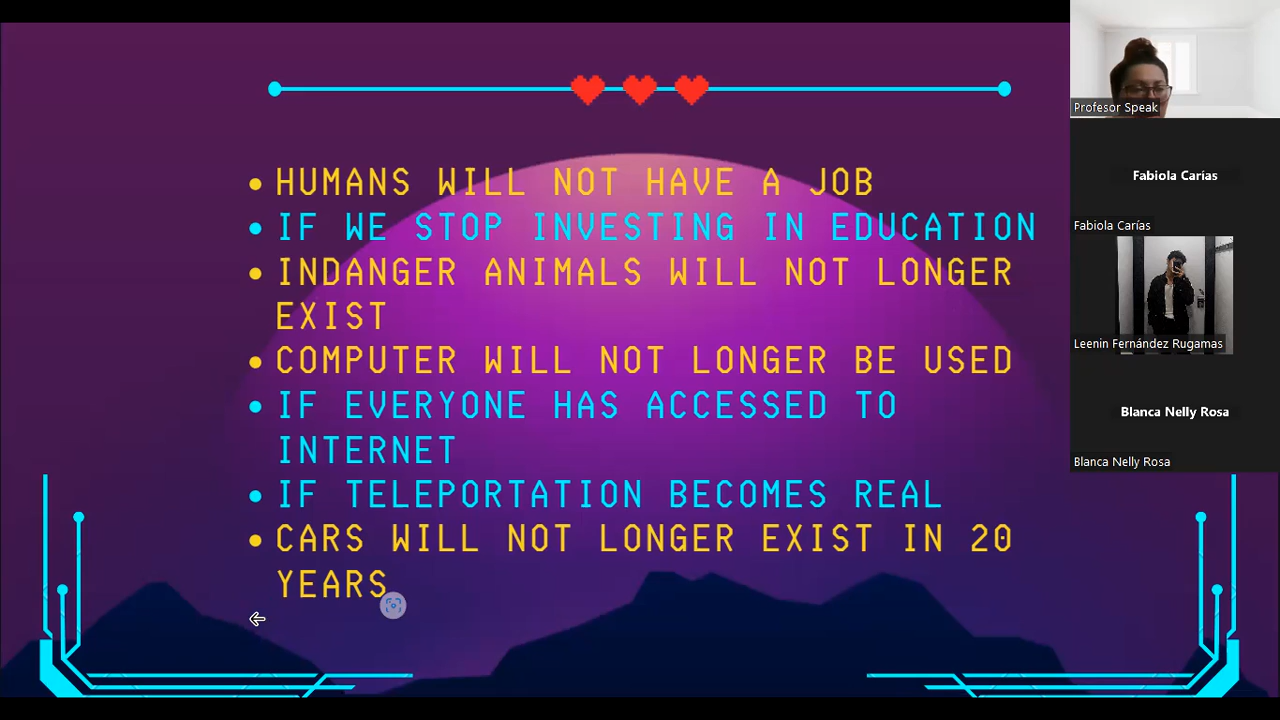 • HUMANS WILL NOT HAVE A JOB
• IF WE STOP INVESTING IN EDUCATION
• INDANGER ANIMALS WILL NOT LONGER
EXIST
• COMPUTER WILL NOT LONGER BE USED
• IF EVERYONE HAS ACCESSED TO
INTERNET
• IF TELEPORTATION BECOMES REAL
• CARS WILL NOT LONGER EXIST IN 20
YEARS
Profesor Speak
Fabiola Carias
Fabiola Carías
Leenin Fernández Rugamas
Blanca Nelly Rosa
Blanca Nelly Rosa